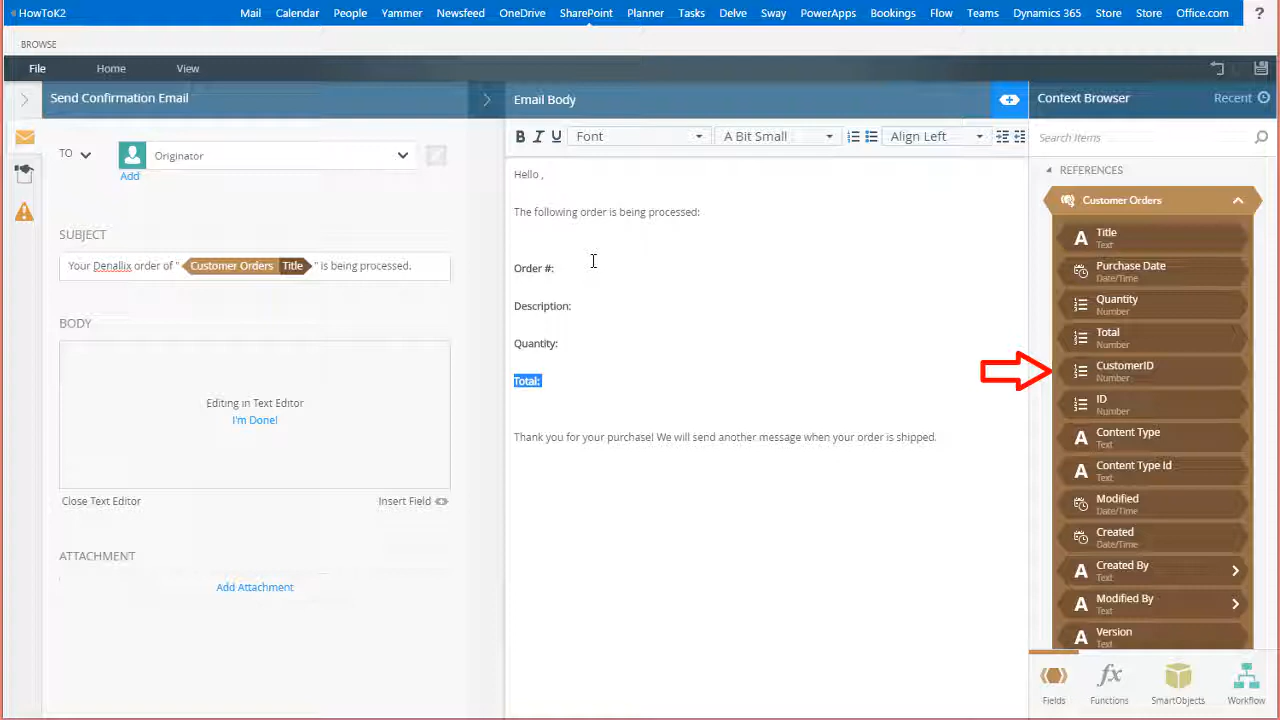 HowToK2 Mail Calendar People Yammer Newsfeed OneDrive SharePoint Planner Tasks Delve Sway PowerApps Bookings Flow Teams Dynamics 365 Store Store Office.com ?
BROWSE
File Home View
Send Confirmation Email
TO
Originator
Add
SUBJECT
Your Denallix order of " Customer Orders Title " is being processed.
BODY
Editing in Text Editor
I'm Done!
Close Text Editor Insert Field
ATTACHMENT
Add Attachment
Email Body
B I U Font A Bit Small Align Left
Hello ,
The following order is being processed:
Order #:
Description:
Quantity:
Total:
Thank you for your purchase! We will send another message when your order is shipped.
Context Browser Recent
Search Items
REFERENCES
Customer Orders
A Title
Text
Purchase Date
Date/Time
Quantity
Number
Total
Number
CustomerID
Number
ID
Number
A Content Type
Text
A Content Type Id
Text
Modified
Date/Time
Created
Date/Time
A Created By
Text
A Modified By
Text
A Version
Text
fx
Fields Functions SmartObjects Workflow